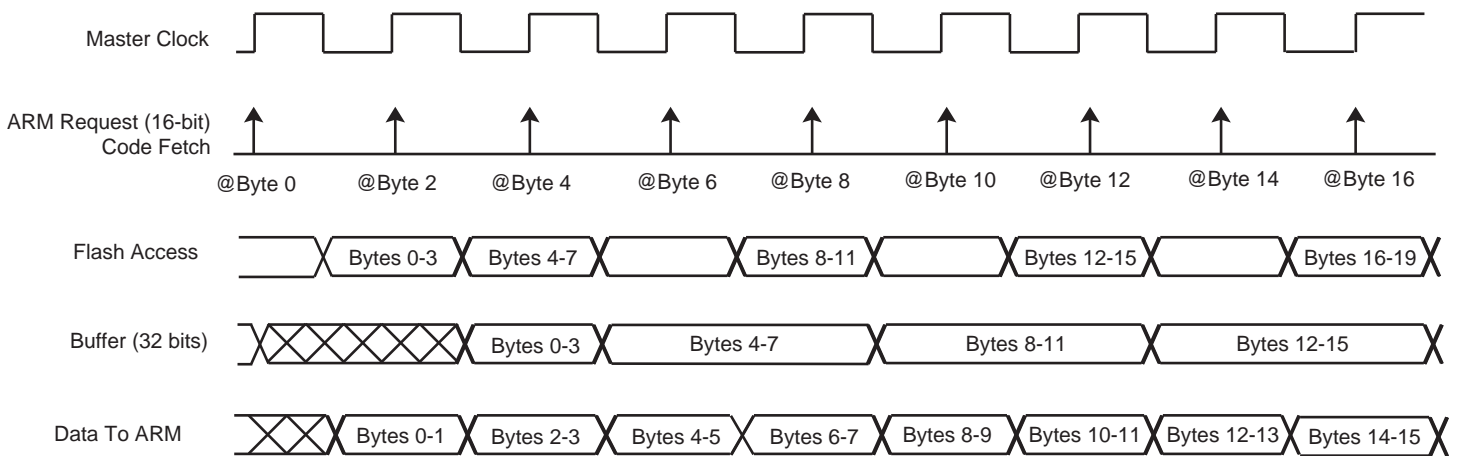 Master Clock
ARM Request (16-bit)
Code Fetch
@Byte 0 @Byte 2 @Byte 4 @Byte 6 @Byte 8 @Byte 10 @Byte 12 @Byte 14 @Byte 16
Flash Access Bytes 0-3 Bytes 4-7 Bytes 8-11 Bytes 12-15 Bytes 16-19
Buffer (32 bits) Bytes 0-3 Bytes 4-7 Bytes 8-11 Bytes 12-15
Data To ARM Bytes 0-1 Bytes 2-3 Bytes 4-5 Bytes 6-7 Bytes 8-9 Bytes 10-11 Bytes 12-13 Bytes 14-15